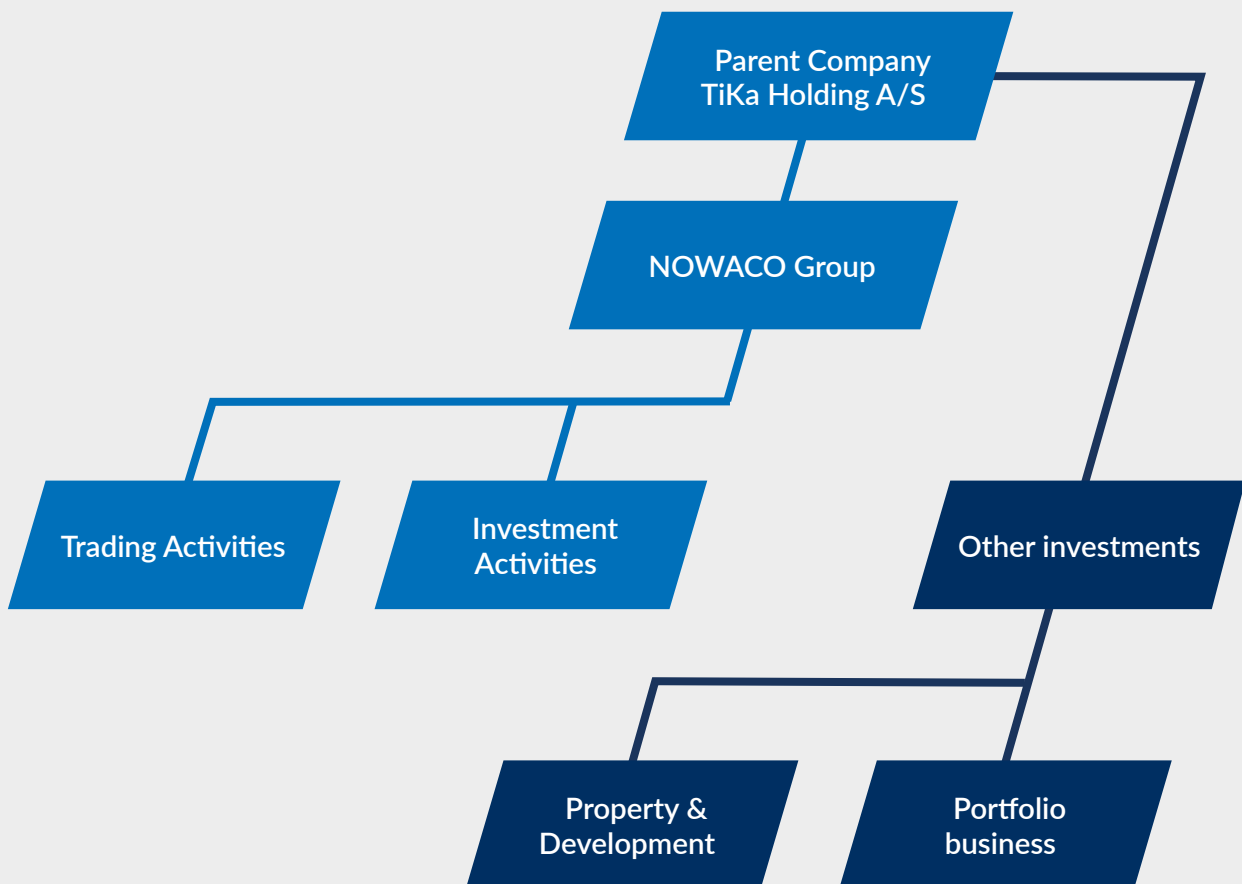 Parent Company
TiKa Holding A/S
NOWACO Group
Trading Activities
Investment
Activities
Other investments
Property &
Development
Portfolio
business